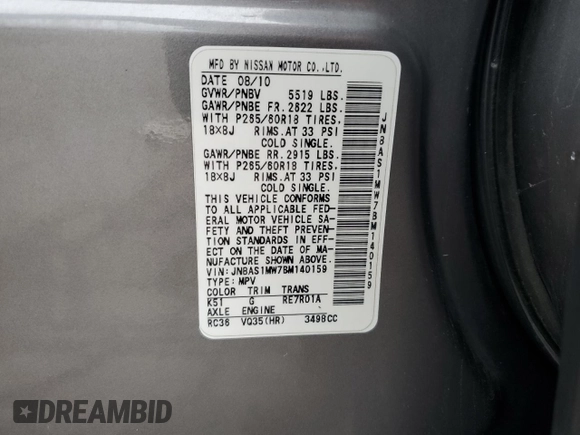 MFD BY NISSAN MOTOR CO.,LTD.
DATE 08/10
GVWR/PNBV 5519 LBS.
GAWR/PNBE FR. 2622 LBS.
WITH P265/60R18 TIRES,
18X8J RIMS.AT 33 PSI
COLD SINGLE.
GAWR/PNBE RR. 2915 LBS.
WITH P265/60R18 TIRES,
18X8J RIMS.AT 33 PSI
COLD SINGLE.
THIS VEHICLE CONFORMS
TO ALL APPLICABLE FED-
ERAL MOTOR VEHICLE SA-
FETY AND THEFT
PREVENTION STANDARDS IN EFF-
ECT ON THE DATE OF MA-
NUFACTURE SHOWN ABOVE.
VIN:JN8AS1MW7BM140159
TYPE:MPV
COLOR TRIM TRANS
K51 G RE7R01A
AXLE ENGINE
RC36 VQ35(HR) 3498CC
JN8AS1MW7BM140159
DREAMBID